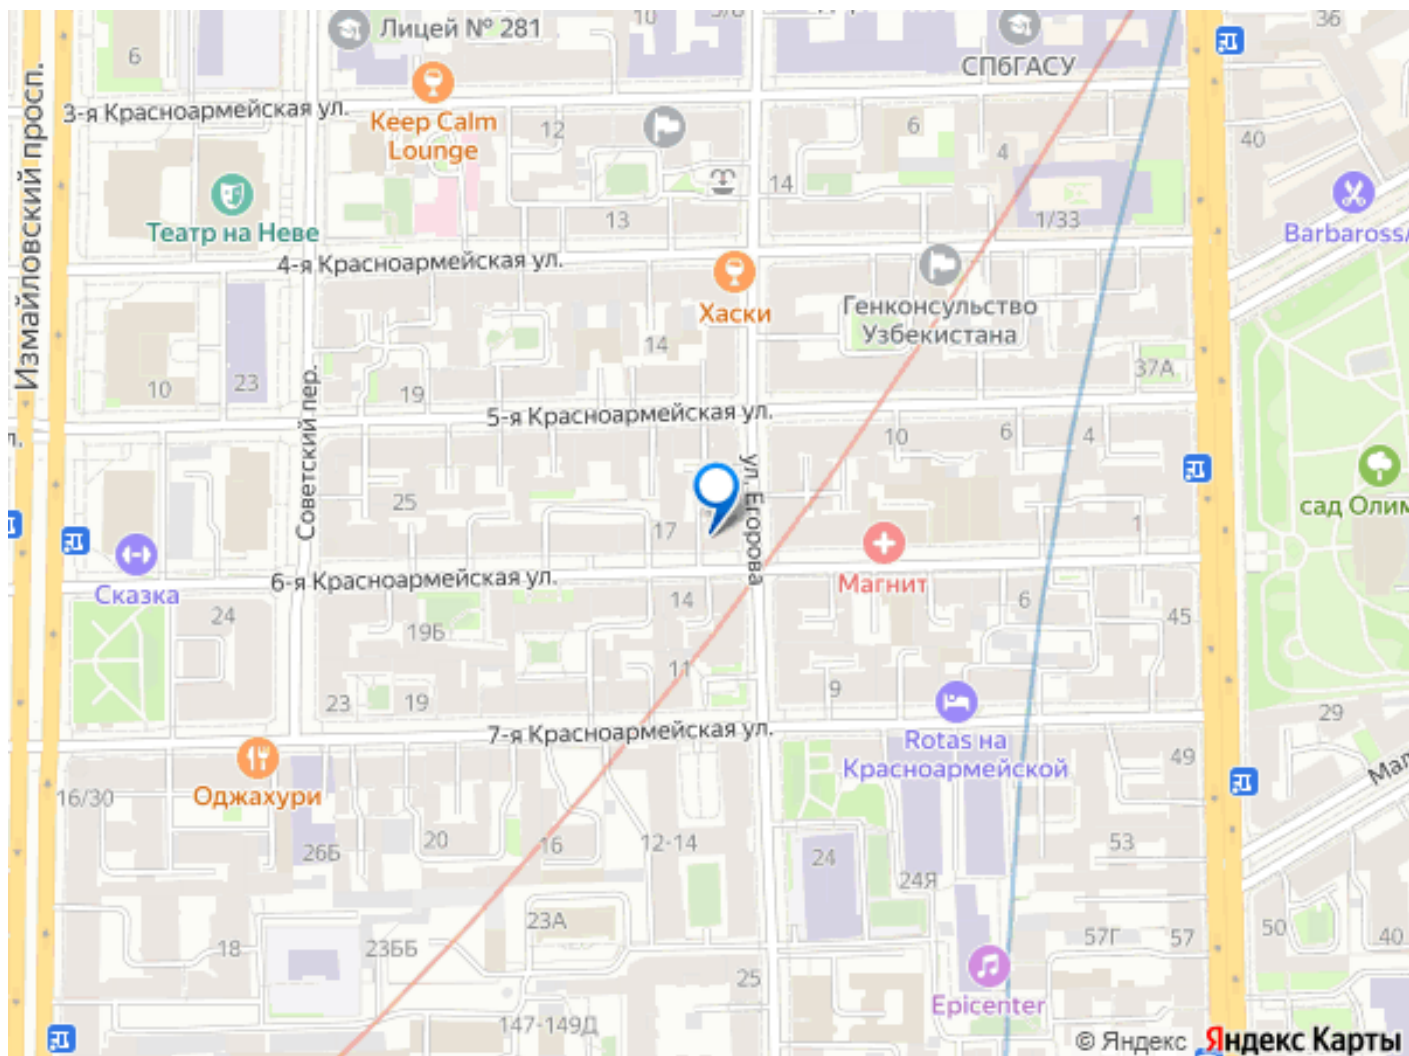 Лицей № 281
10
6
СПбГАСУ
36
3-я Красноармейская ул.
Keep Calm
Lounge
12
6
4
40
Измайловский просп.
Театр на Неве
13
14
1/33
Barbaross
4-я Красноармейская ул.
Хаски
Генконсульство
Узбекистана
14
10
23
19
37А
Советский пер.
5-я Красноармейская ул.
10
6
4
л.
ул. Егорова
25
17
1
сад Олим
Сказка
6-я Красноармейская ул.
Магнит
24
19Б
14
6
45
11
23
19
9
7-я Красноармейская ул.
Rotas на
Красноармейской
29
49
Мал
Оджахури
16/30
26Б
20
16
12-14
24
24Я
53
18
23ББ
23А
25
57Г
57
50
40
Epicenter
147-149Д
© Яндекс Яндекс Карты